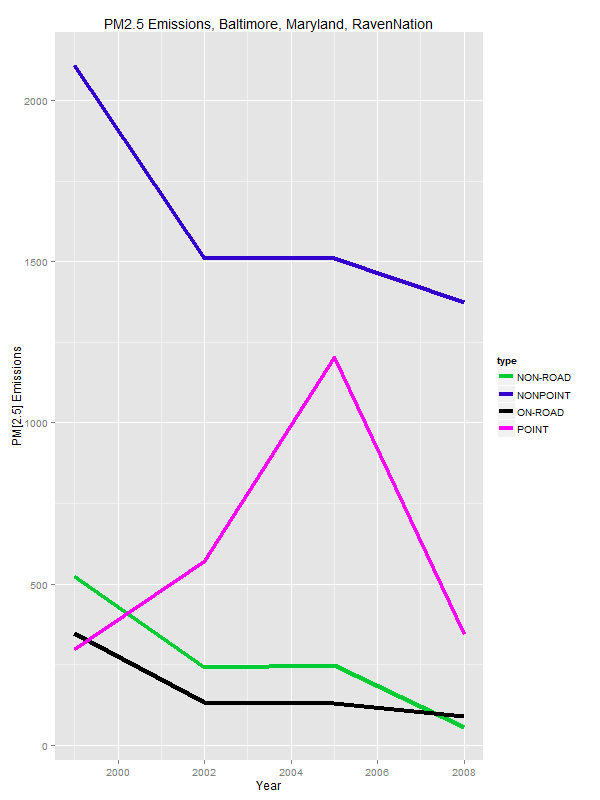 PM2.5 Emissions, Baltimore, Maryland, RavenNation
PM[2.5] Emissions
2000
1500
1000
500
0
2000 2002 2004 2006 2008
Year
type
NON-ROAD
NONPOINT
ON-ROAD
POINT